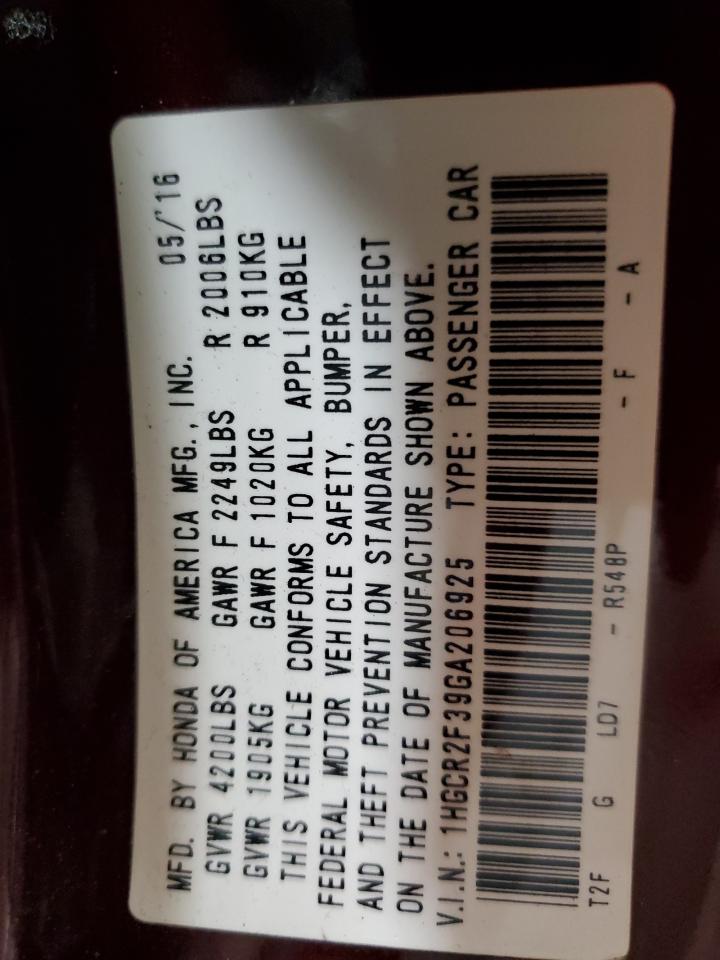 MFD. BY HONDA OF AMERICA MFG., INC. 05/'16
GVWR 4200LBS GAWR F 2249LBS R 2006LBS
GVWR 1905KG GAWR F 1020KG R 910KG
THIS VEHICLE CONFORMS TO ALL APPLICABLE
FEDERAL MOTOR VEHICLE SAFETY, BUMPER,
AND THEFT PREVENTION STANDARDS IN EFFECT
ON THE DATE OF MANUFACTURE SHOWN ABOVE.
V.I.N.: 1HGCR2F39GA206925 TYPE: PASSENGER CAR
T2F G LD7 - R548P - F - A